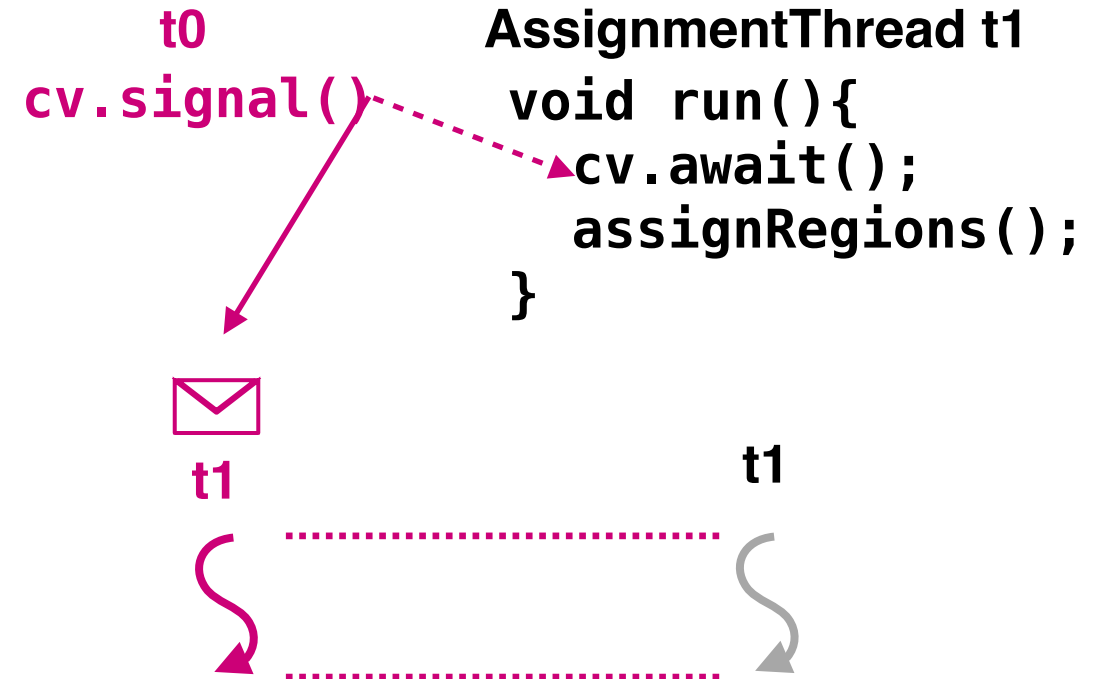 t0
cv.signal()
AssignmentThread t1
void run(){
cv.await();
assignRegions();
}
t1
t1